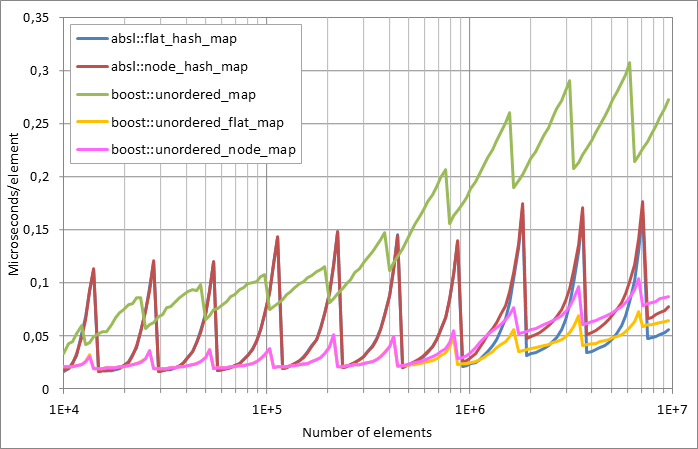 0,35
0,3
0,25
0,2
0,15
0,1
0,05
0
Microseconds/element
absl::flat_hash_map
absl::node_hash_map
boost::unordered_map
boost::unordered_flat_map
boost::unordered_node_map
1E+4
1E+5
1E+6
1E+7
Number of elements